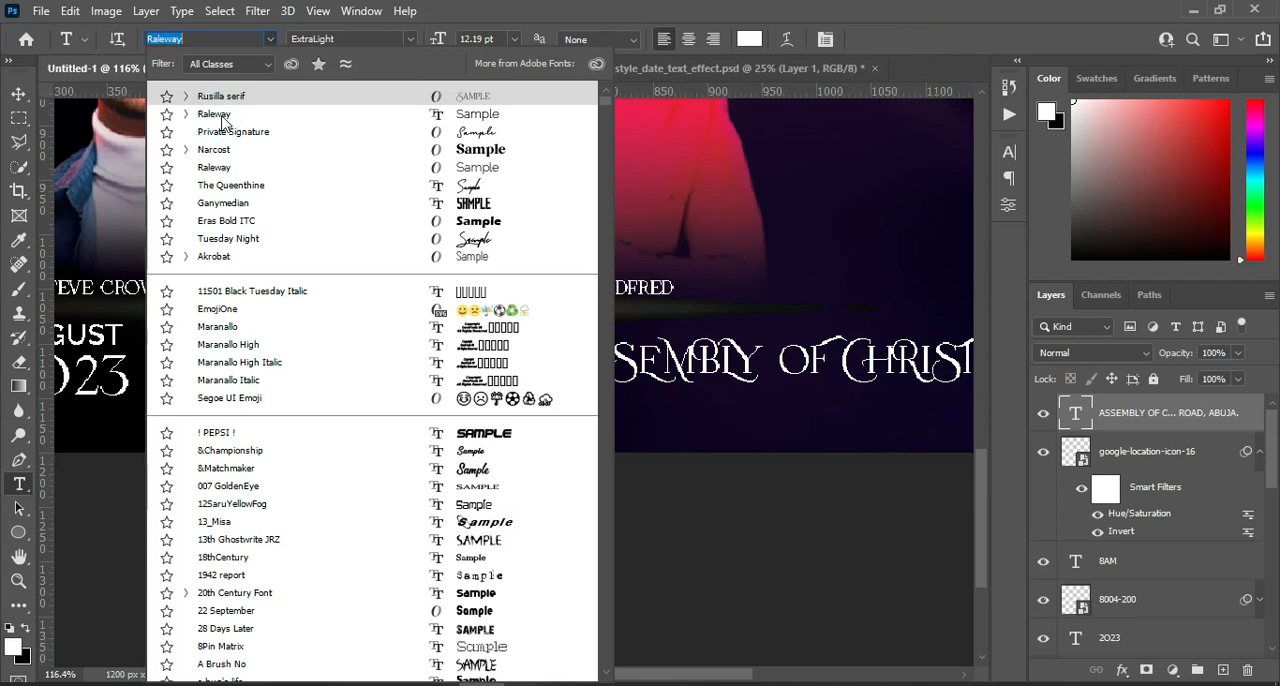 Ps File Edit Image Layer Type Select Filter 3D View Window Help
Raleway ExtraLight 12.19 pt None
Filter: All Classes More from Adobe Fonts:
Untitled-1 @ 116% ( style_date_text_effect.psd @ 25% (Layer 1, RGB/8) * ×
300 350 850 900 950 1000 1050 1100
Rusilla serif SAMPLE
Raleway Sample
Private Signature Sample
Narcost Sample
Raleway Sample
The Queenthine Sample
Ganymedian SAMPLE
Eras Bold ITC Sample
Tuesday Night Sample
Akrobat Sample
11S01 Black Tuesday Italic
EmojiOne
Maranallo
Maranallo High
Maranallo High Italic
Maranallo Italic
Segoe UI Emoji
! PEPSI ! SAMPLE
&Championship Sample
&Matchmaker Sample
007 GoldenEye SAMPLE
12SaruYellowFog Sample
13_Misa Sample
13th Ghostwrite JRZ SAMPLE
18thCentury Sample
1942 report Sample
20th Century Font Sample
22 September Sample
28 Days Later SAMPLE
8Pin Matrix Sample
A Brush No SAMPLE
TEVE CROW
DFRED
GUST
2023
SEMBLY OF CHRIST
Color Swatches Gradients Patterns
Layers Channels Paths
Kind
Normal Opacity: 100%
Lock: Fill: 100%
ASSEMBLY OF C... ROAD, ABUJA.
google-location-icon-16
Smart Filters
Hue/Saturation
Invert
8AM
8004-200
2O23
116.4% 1200 px